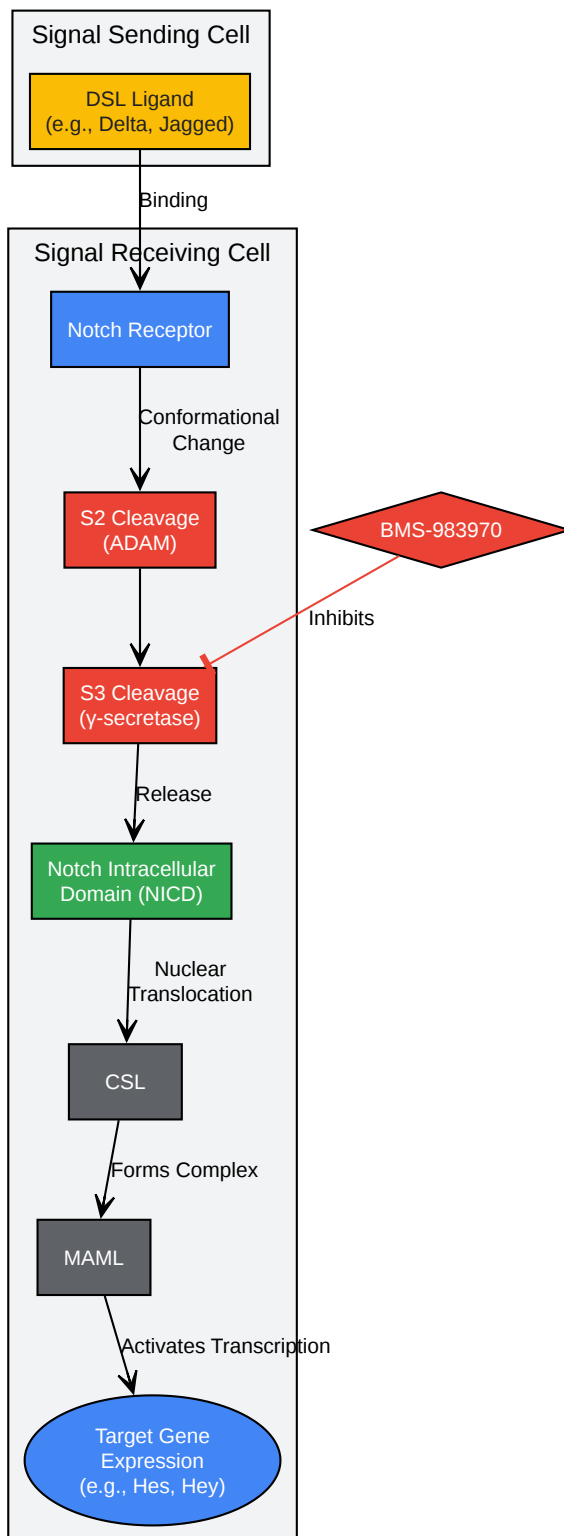 Signal Sending Cell
DSL Ligand
(e.g., Delta, Jagged)
Binding
Signal Receiving Cell
Notch Receptor
Conformational
Change
S2 Cleavage
(ADAM)
BMS-983970
Inhibits
S3 Cleavage
(γ-secretase)
Release
Notch Intracellular
Domain (NICD)
Nuclear
Translocation
CSL
Forms Complex
MAML
Activates Transcription
Target Gene
Expression
(e.g., Hes, Hey)